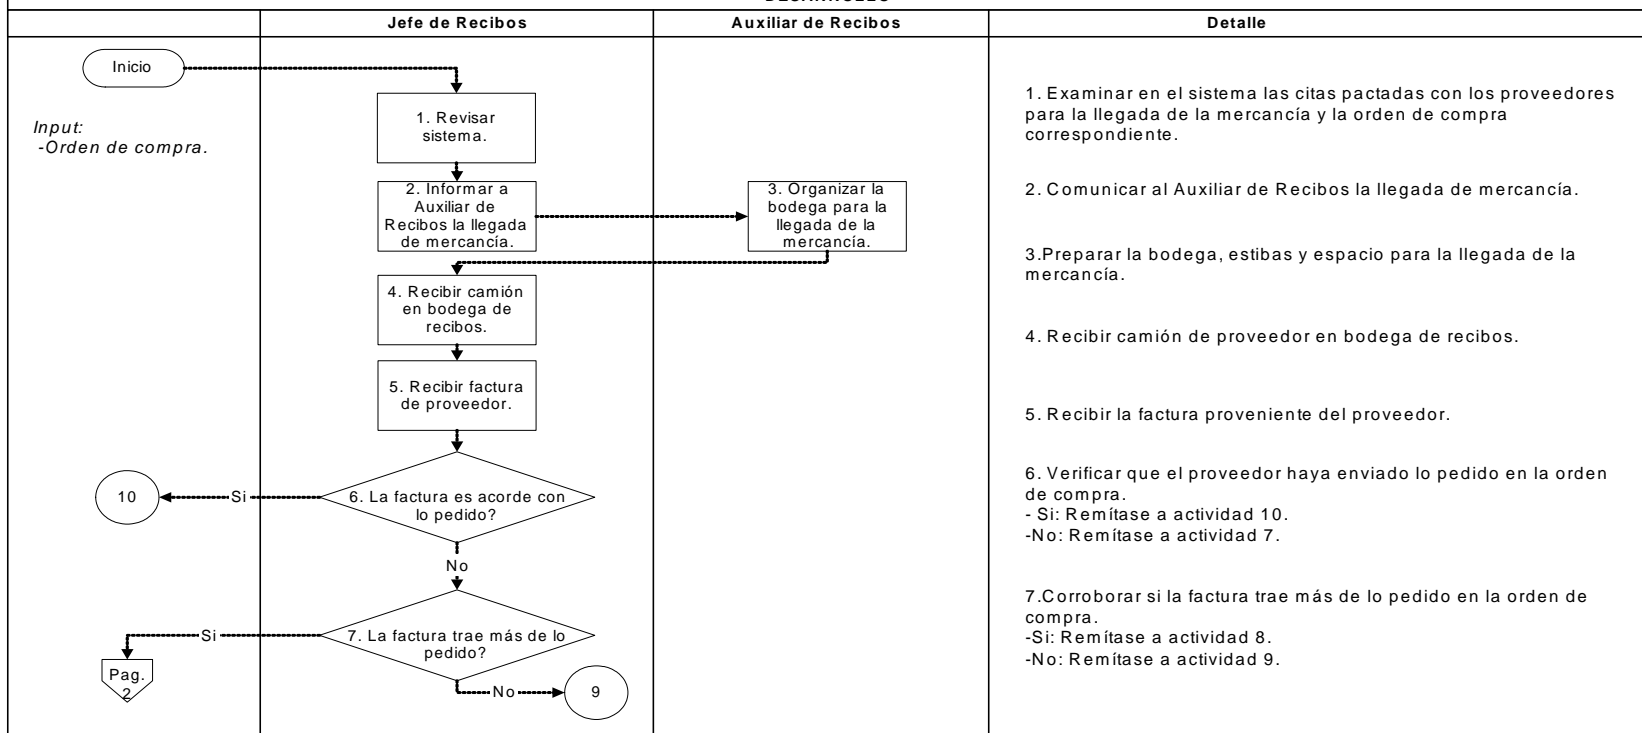 Jefe de Recibos
Auxiliar de Recibos
Detalle
Inicio
Input:
-Orden de compra.
1. Revisar
sistema.
2. Informar a
Auxiliar de
Recibos la llegada
de mercancía.
3. Organizar la
bodega para la
llegada de la
mercancía.
4. Recibir camión
en bodega de
recibos.
5. Recibir factura
de proveedor.
6. La factura es acorde con
lo pedido?
Si
10
No
7. La factura trae más de lo
pedido?
Si
Pag.
2
No
9
1. Examinar en el sistema las citas pactadas con los proveedores
para la llegada de la mercancía y la orden de compra
correspondiente.
2. Comunicar al Auxiliar de Recibos la llegada de mercancía.
3.Preparar la bodega, estibas y espacio para la llegada de la
mercancía.
4. Recibir camión de proveedor en bodega de recibos.
5. Recibir la factura proveniente del proveedor.
6. Verificar que el proveedor haya enviado lo pedido en la orden
de compra.
- Si: Remítase a actividad 10.
-No: Remítase a actividad 7.
7.Corroborar si la factura trae más de lo pedido en la orden de
compra.
-Si: Remítase a actividad 8.
-No: Remítase a actividad 9.